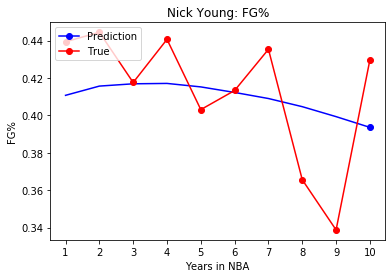 Nick Young: FG%
Prediction
True
0.44
0.42
0.40
0.38
0.36
0.34
FG%
1 2 3 4 5 6 7 8 9 10
Years in NBA